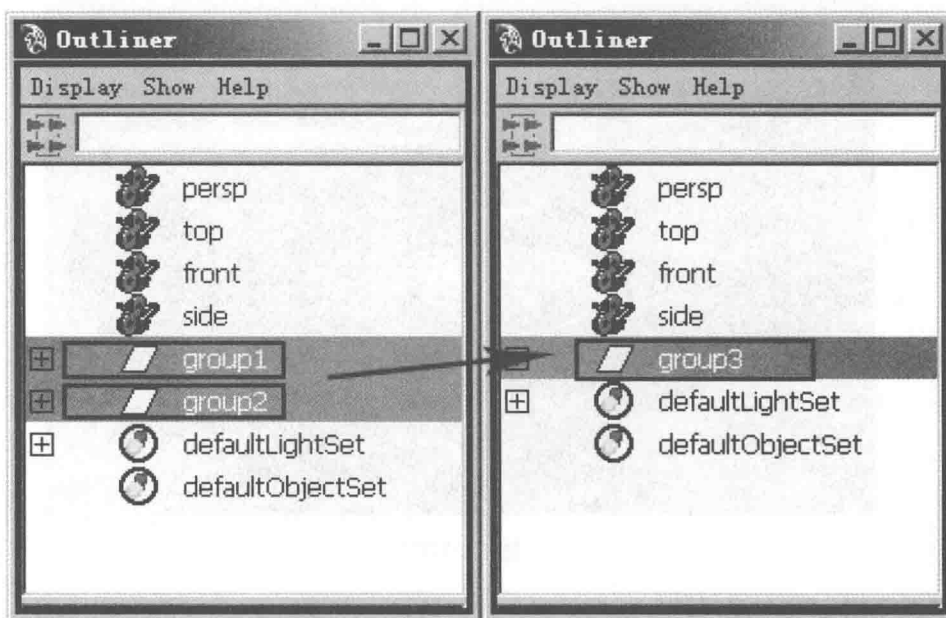 Outliner
Display Show Help
persp
top
front
side
group1
group2
defaultLightSet
defaultObjectSet
Outliner
Display Show Help
persp
top
front
side
group3
defaultLightSet
defaultObjectSet